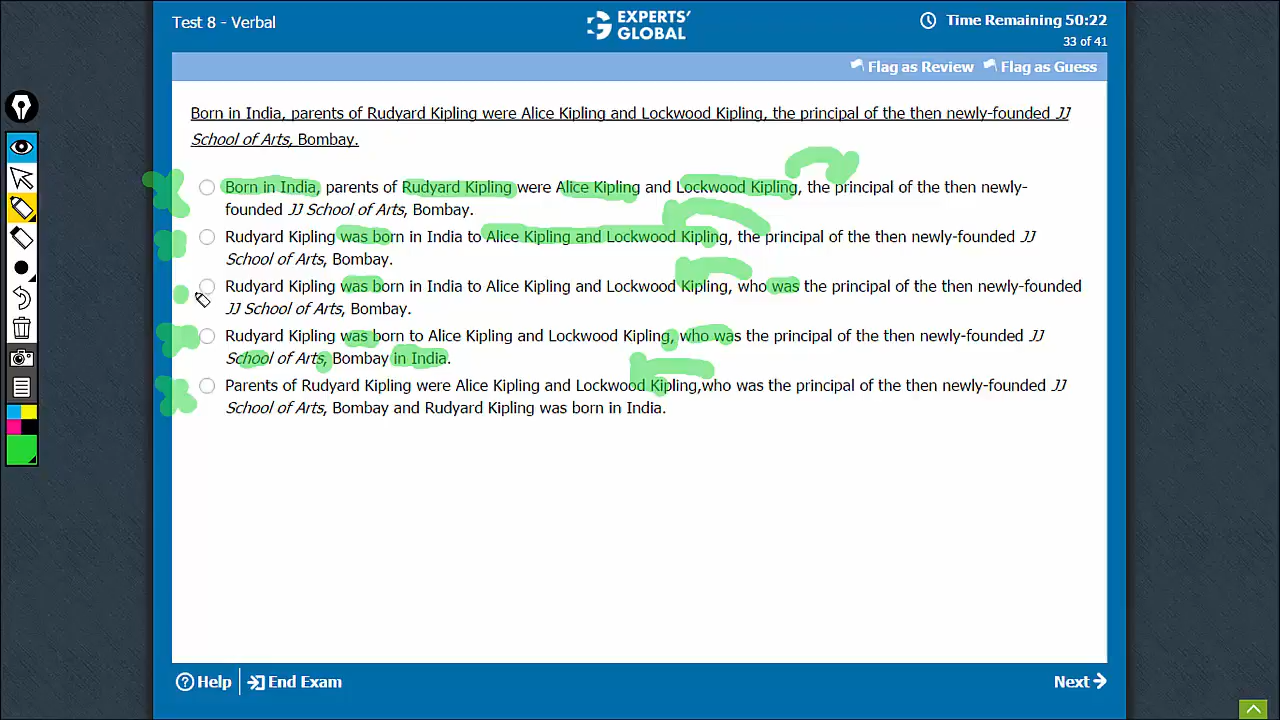 Test 8 - Verbal
EXPERTS'
GLOBAL
Time Remaining 50:22
33 of 41
Flag as Review
Flag as Guess
Born in India, parents of Rudyard Kipling were Alice Kipling and Lockwood Kipling, the principal of the then newly-founded JJ
School of Arts, Bombay.
Born in India, parents of Rudyard Kipling were Alice Kipling and Lockwood Kipling, the principal of the then newly-
founded JJ School of Arts, Bombay.
Rudyard Kipling was born in India to Alice Kipling and Lockwood Kipling, the principal of the then newly-founded JJ
School of Arts, Bombay.
Rudyard Kipling was born in India to Alice Kipling and Lockwood Kipling, who was the principal of the then newly-founded
JJ School of Arts, Bombay.
Rudyard Kipling was born to Alice Kipling and Lockwood Kipling, who was the principal of the then newly-founded JJ
School of Arts, Bombay in India.
Parents of Rudyard Kipling were Alice Kipling and Lockwood Kipling,who was the principal of the then newly-founded JJ
School of Arts, Bombay and Rudyard Kipling was born in India.
Help
End Exam
Next